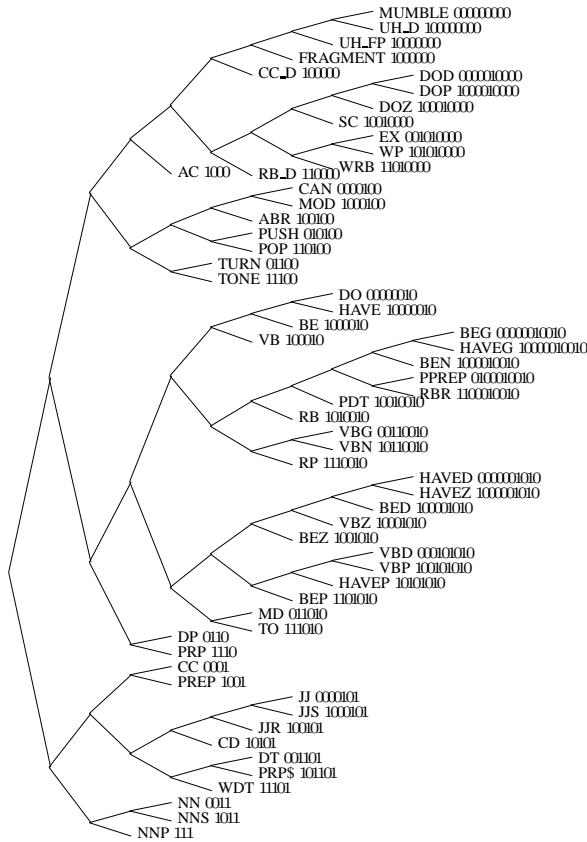 MUMBLE 000000000
UH_D 100000000
UH_FP 10000000
FRAGMENT 1000000
CC_D 100000
DOD 0000010000
DOP 1000010000
DOZ 100010000
SC 10010000
EX 001010000
WP 101010000
WRB 11010000
AC 1000
RB_D 110000
CAN 0000100
MOD 1000100
ABR 100100
PUSH 010100
POP 110100
TURN 01100
TONE 11100
DO 00000010
HAVE 10000010
BE 1000010
VB 100010
BEG 00000010010
HAVEG 10000010010
BEN 1000010010
PPREP 0100010010
RBR 1100010010
PDT 10010010
RB 1010010
VBG 00110010
VBN 10110010
RP 1110010
HAVED 0000001010
HAVEZ 1000001010
BED 100001010
VBZ 10001010
BEZ 1001010
VBD 000101010
VBP 100101010
HAVEP 10101010
BEP 1101010
MD 011010
TO 111010
DP 0110
PRP 1110
CC 0001
PREP 1001
JJ 0000101
JJS 1000101
JJR 100101
CD 10101
DT 001101
PRP$ 101101
WDT 11101
NN 0011
NNS 1011
NNP 111